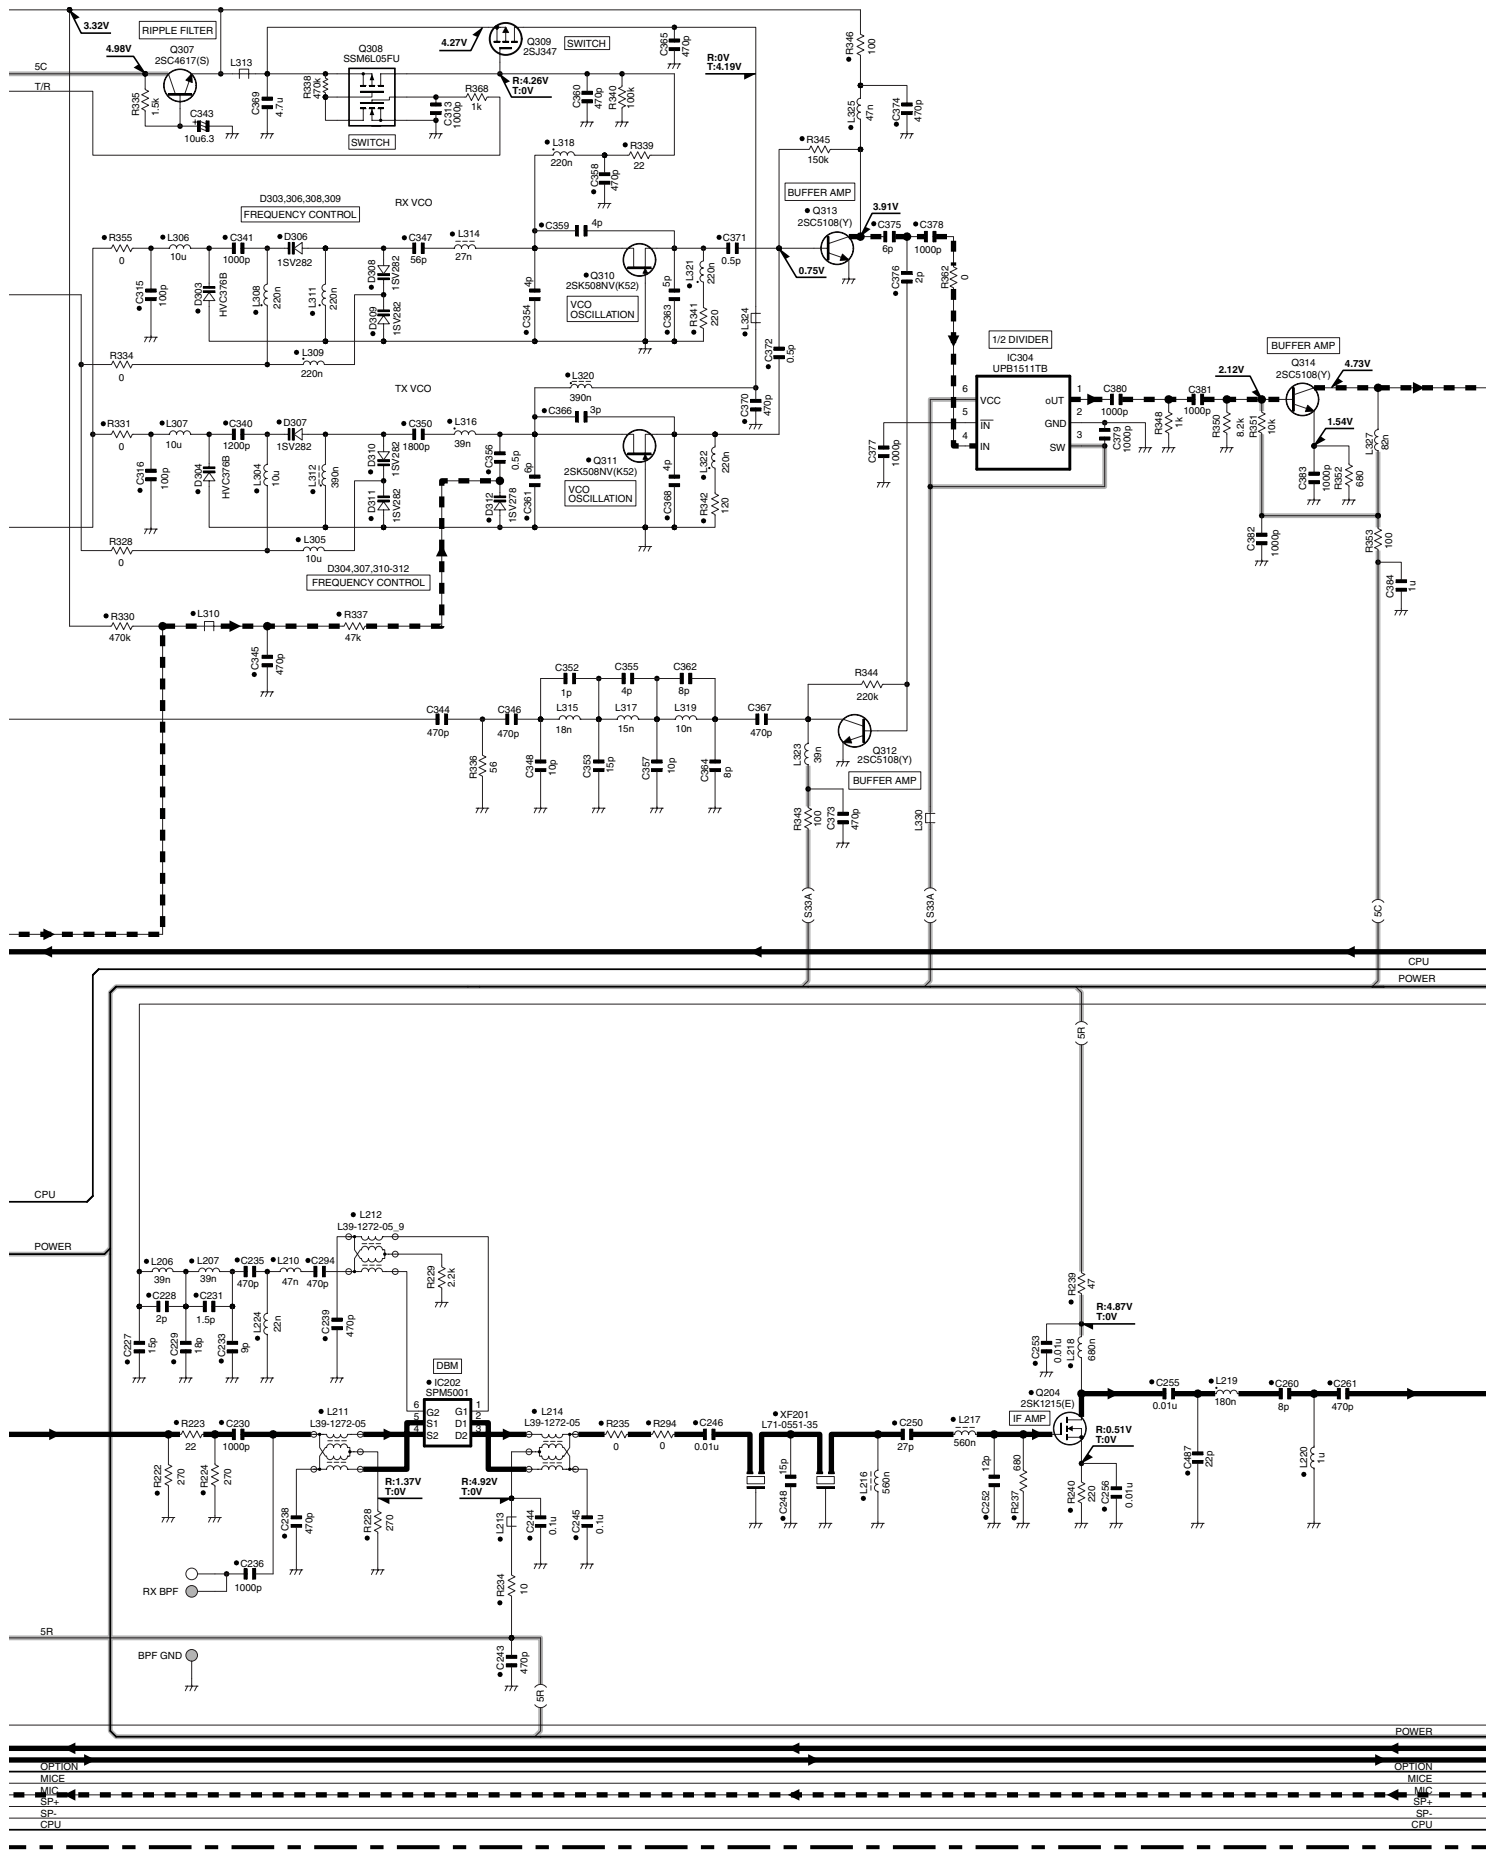 3.32V
RIPPLE FILTER
4.98V
Q307
2SC4617(S)
5C
T/R
L313
R335
1.5k
C343
10u6.3
C369
4.7u
Q308
SSM6L05FU
R338
470k
SWITCH
C313
1000p
R368
1k
4.27V
Q309
2SJ347
SWITCH
R:4.26V
T:0V
C360
470p
R340
100k
C365
470p
R:0V
T:4.19V
R346
100
L325
47n
C374
470p
R345
150k
L318
220n
R339
22
C358
470p
BUFFER AMP
Q313
2SC5108(Y)
3.91V
C375
6p
C378
1000p
C376
2p
R362
0
0.75V
D303,306,308,309
FREQUENCY CONTROL
RX VCO
R355
0
L306
10u
C341
1000p
D306
1SV282
C315
100p
D303
HVC376B
L308
220n
L311
220n
D308
1SV282
D309
1SV282
C347
56p
L314
27n
C359
4p
C354
4p
Q310
2SK508NV(K52)
VCO
OSCILLATION
C363
5p
L321
220n
R341
220
C371
0.5p
L324
C372
0.5p
R334
0
L309
220n
TX VCO
L320
390n
C366
3p
C370
470p
R331
0
L307
10u
C340
1200p
D307
1SV282
C316
100p
D304
HVC376B
L304
10u
L312
390n
D310
1SV282
D311
1SV282
C350
1800p
L316
39n
C356
0.5p
D312
1SV278
C361
6p
Q311
2SK508NV(K52)
VCO
OSCILLATION
C368
4p
L322
220n
R342
120
R328
0
L305
10u
D304,307,310-312
FREQUENCY CONTROL
1/2 DIVIDER
IC304
UPB1511TB
6
VCC
5
IN
4
IN
oUT
1
GND
2
SW
3
C377
1000p
C380
1000p
C379
1000p
R348
1k
C381
1000p
R350
8.2k
R351
10k
2.12V
BUFFER AMP
Q314
2SC5108(Y)
4.73V
1.54V
C383
1000p
R352
680
L327
82n
C382
1000p
R353
100
C384
1u
R330
470k
L310
R337
47k
C345
470p
C344
470p
R336
56
C346
470p
C352
1p
C355
4p
C362
8p
L315
18n
L317
15n
L319
10n
C348
10p
C353
15p
C357
10p
C364
8p
C367
470p
R344
220k
Q312
2SC5108(Y)
BUFFER AMP
L323
39n
R343
100
C373
470p
L330
S33A
S33A
5C
CPU
POWER
5R
CPU
POWER
L212
L39-1272-05_9
L206
39n
L207
39n
C235
470p
L210
47n
C294
470p
C228
2p
C231
1.5p
C227
15p
C229
18p
C233
9p
L224
22n
C239
470p
R229
2.2k
DBM
IC202
SPM5001
6
G2
5
S1
4
S2
G1
1
D1
2
D2
3
R223
22
C230
1000p
R222
270
R224
270
L211
L39-1272-05
C238
470p
R228
270
R:1.37V
T:0V
L214
L39-1272-05
R:4.92V
T:0V
L213
C244
0.1u
C245
0.1u
R234
10
C243
470p
5R
R235
0
R294
0
C246
0.01u
XF201
L71-0551-35
C248
15p
C250
27p
L216
560n
L217
560n
C252
12p
R237
680
R239
47
R:4.87V
T:0V
C253
0.01u
L218
680n
Q204
2SK1215(E)
IF AMP
R:0.51V
T:0V
R240
220
C256
0.01u
C255
0.01u
C487
22p
L219
180n
C260
8p
L220
1u
C261
470p
C236
1000p
RX BPF
5R
BPF GND
POWER
OPTION
OPTION
MICE
MICE
MIC
MIC
SP+
SP+
SP-
SP-
CPU
CPU